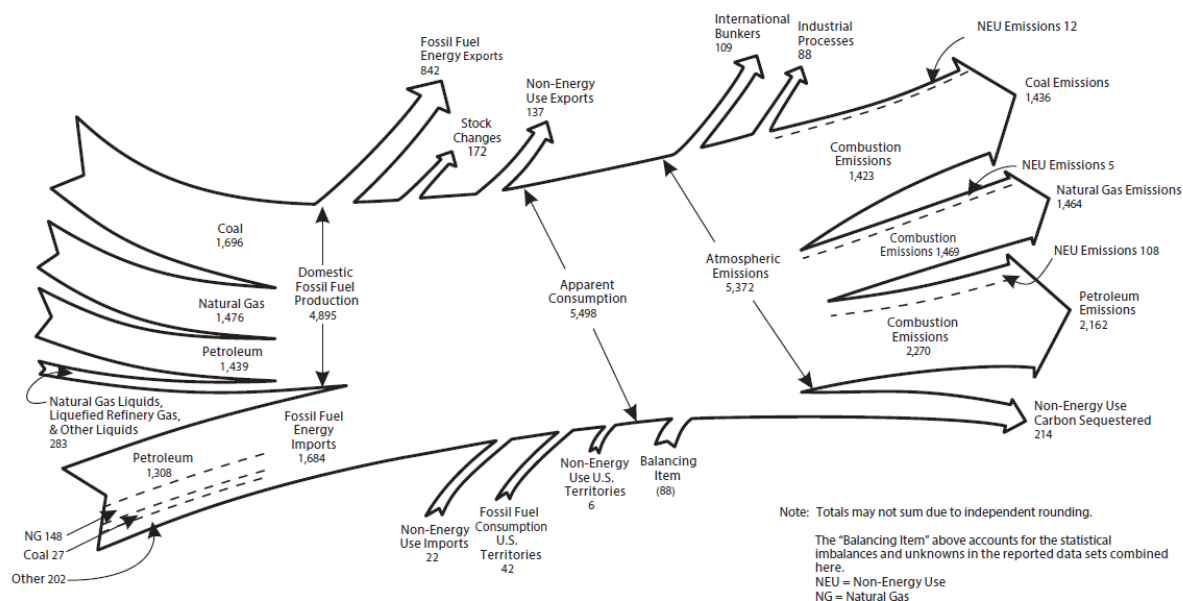 Fossil Fuel
Energy Exports
842
Stock
Changes
172
Non-Energy
Use Exports
137
International
Bunkers
109
Industrial
Processes
88
NEU Emissions 12
Coal Emissions
1,436
Combustion
Emissions
1,423
NEU Emissions 5
Natural Gas Emissions
1,464
Combustion
Emissions 1,469
NEU Emissions 108
Petroleum
Emissions
2,162
Combustion
Emissions
2,270
Coal
1,696
Natural Gas
1,476
Petroleum
1,439
Domestic
Fossil Fuel
Production
4,895
Apparent
Consumption
5,498
Atmospheric
Emissions
5,372
Natural Gas Liquids,
Liquefied Refinery Gas,
& Other Liquids
283
Fossil Fuel
Energy
Imports
1,684
Petroleum
1,308
NG 148
Coal 27
Other 202
Non-Energy
Use Imports
22
Fossil Fuel
Consumption
U.S.
Territories
42
Non-Energy
Use U.S.
Territories
6
Balancing
Item
(88)
Non-Energy Use
Carbon Sequestered
214
Note: Totals may not sum due to independent rounding.
The “Balancing Item” above accounts for the statistical
imbalances and unknowns in the reported data sets combined
here.
NEU = Non-Energy Use
NG = Natural Gas